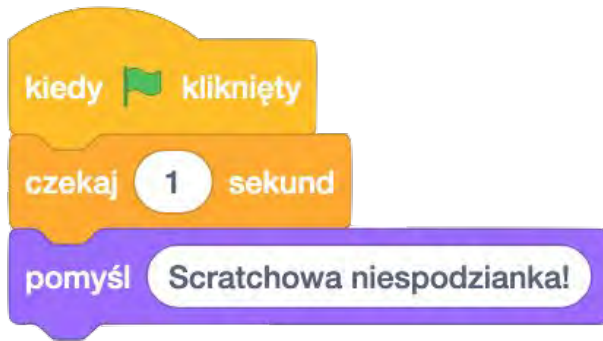 kiedy kliknięty
czekaj 1 sekund
pomyśl Scratchowa niespodzianka!